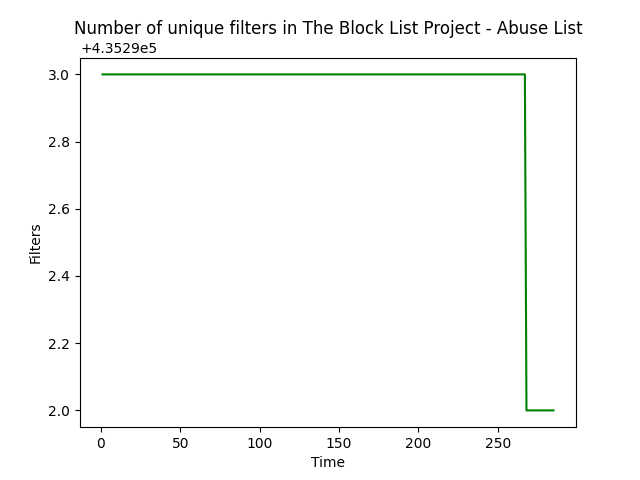 Number of unique filters in The Block List Project - Abuse List
+4.3529e5
3.0
2.8
2.6
2.4
2.2
2.0
Filters
0 50 100 150 200 250
Time